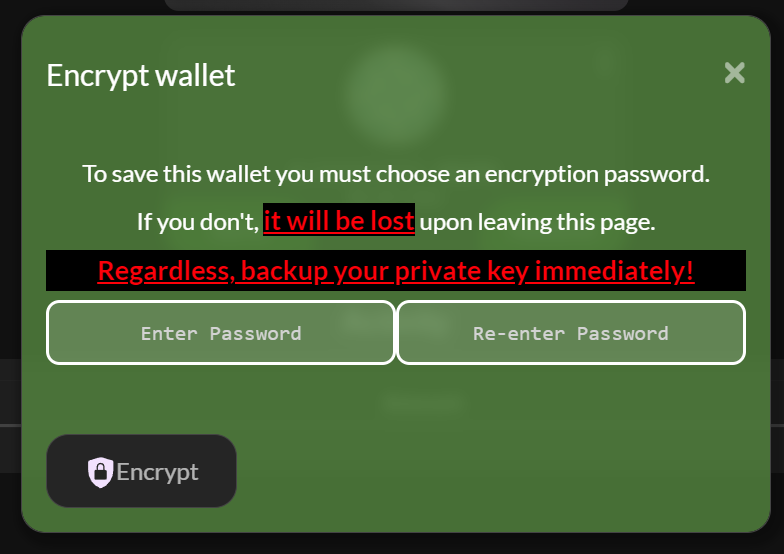 Encrypt wallet
To save this wallet you must choose an encryption password.
If you don't, it will be lost upon leaving this page.
Regardless, backup your private key immediately!
Enter Password Re-enter Password
Encrypt